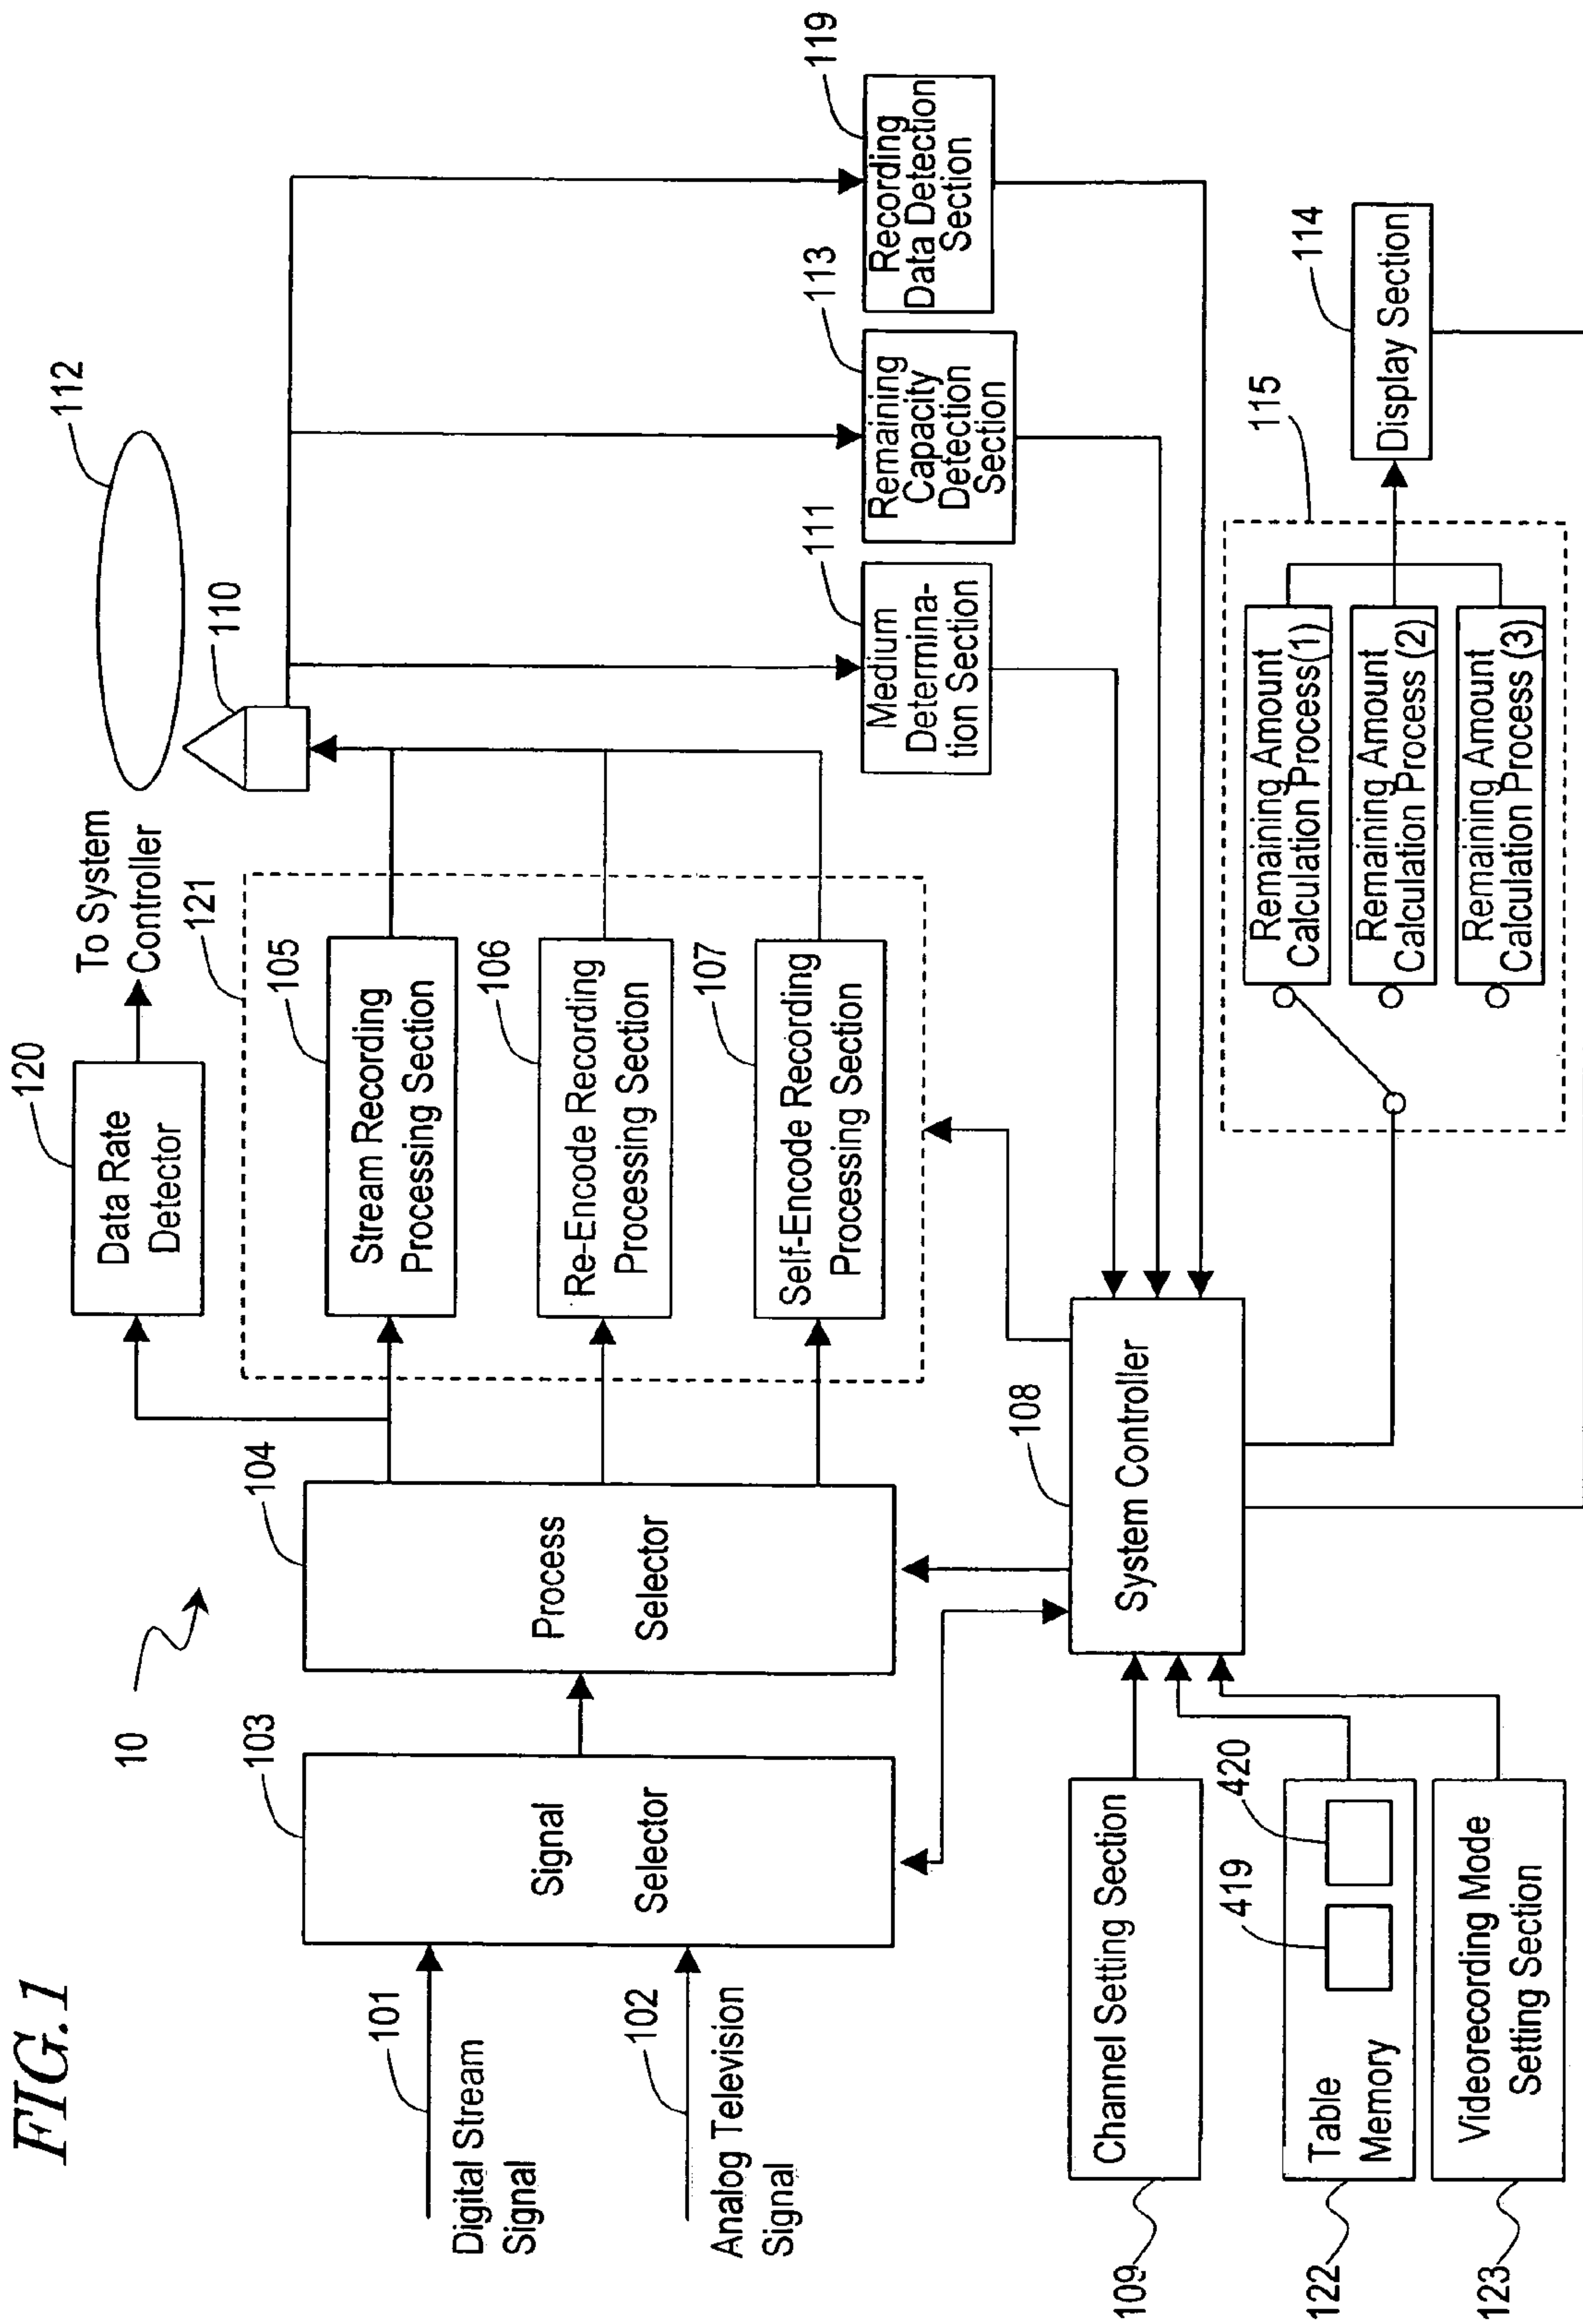 FIG.1
10
101
Digital Stream
Signal
102
Analog Television
Signal
103
Signal
Selector
104
Process
Selector
120
Data Rate
Detector
To System
Controller
121
105
Stream Recording
Processing Section
106
Re-Encode Recording
Processing Section
107
Self-Encode Recording
Processing Section
112
110
111
Medium
Determina-
tion Section
113
Remaining
Capacity
Detection
Section
119
Recording
Data Detection
Section
108
System Controller
109
Channel Setting Section
122
Table
Memory
419
420
123
Videorecording Mode
Setting Section
115
Remaining Amount
Calculation Process(1)
Remaining Amount
Calculation Process (2)
Remaining Amount
Calculation Process (3)
114
Display Section